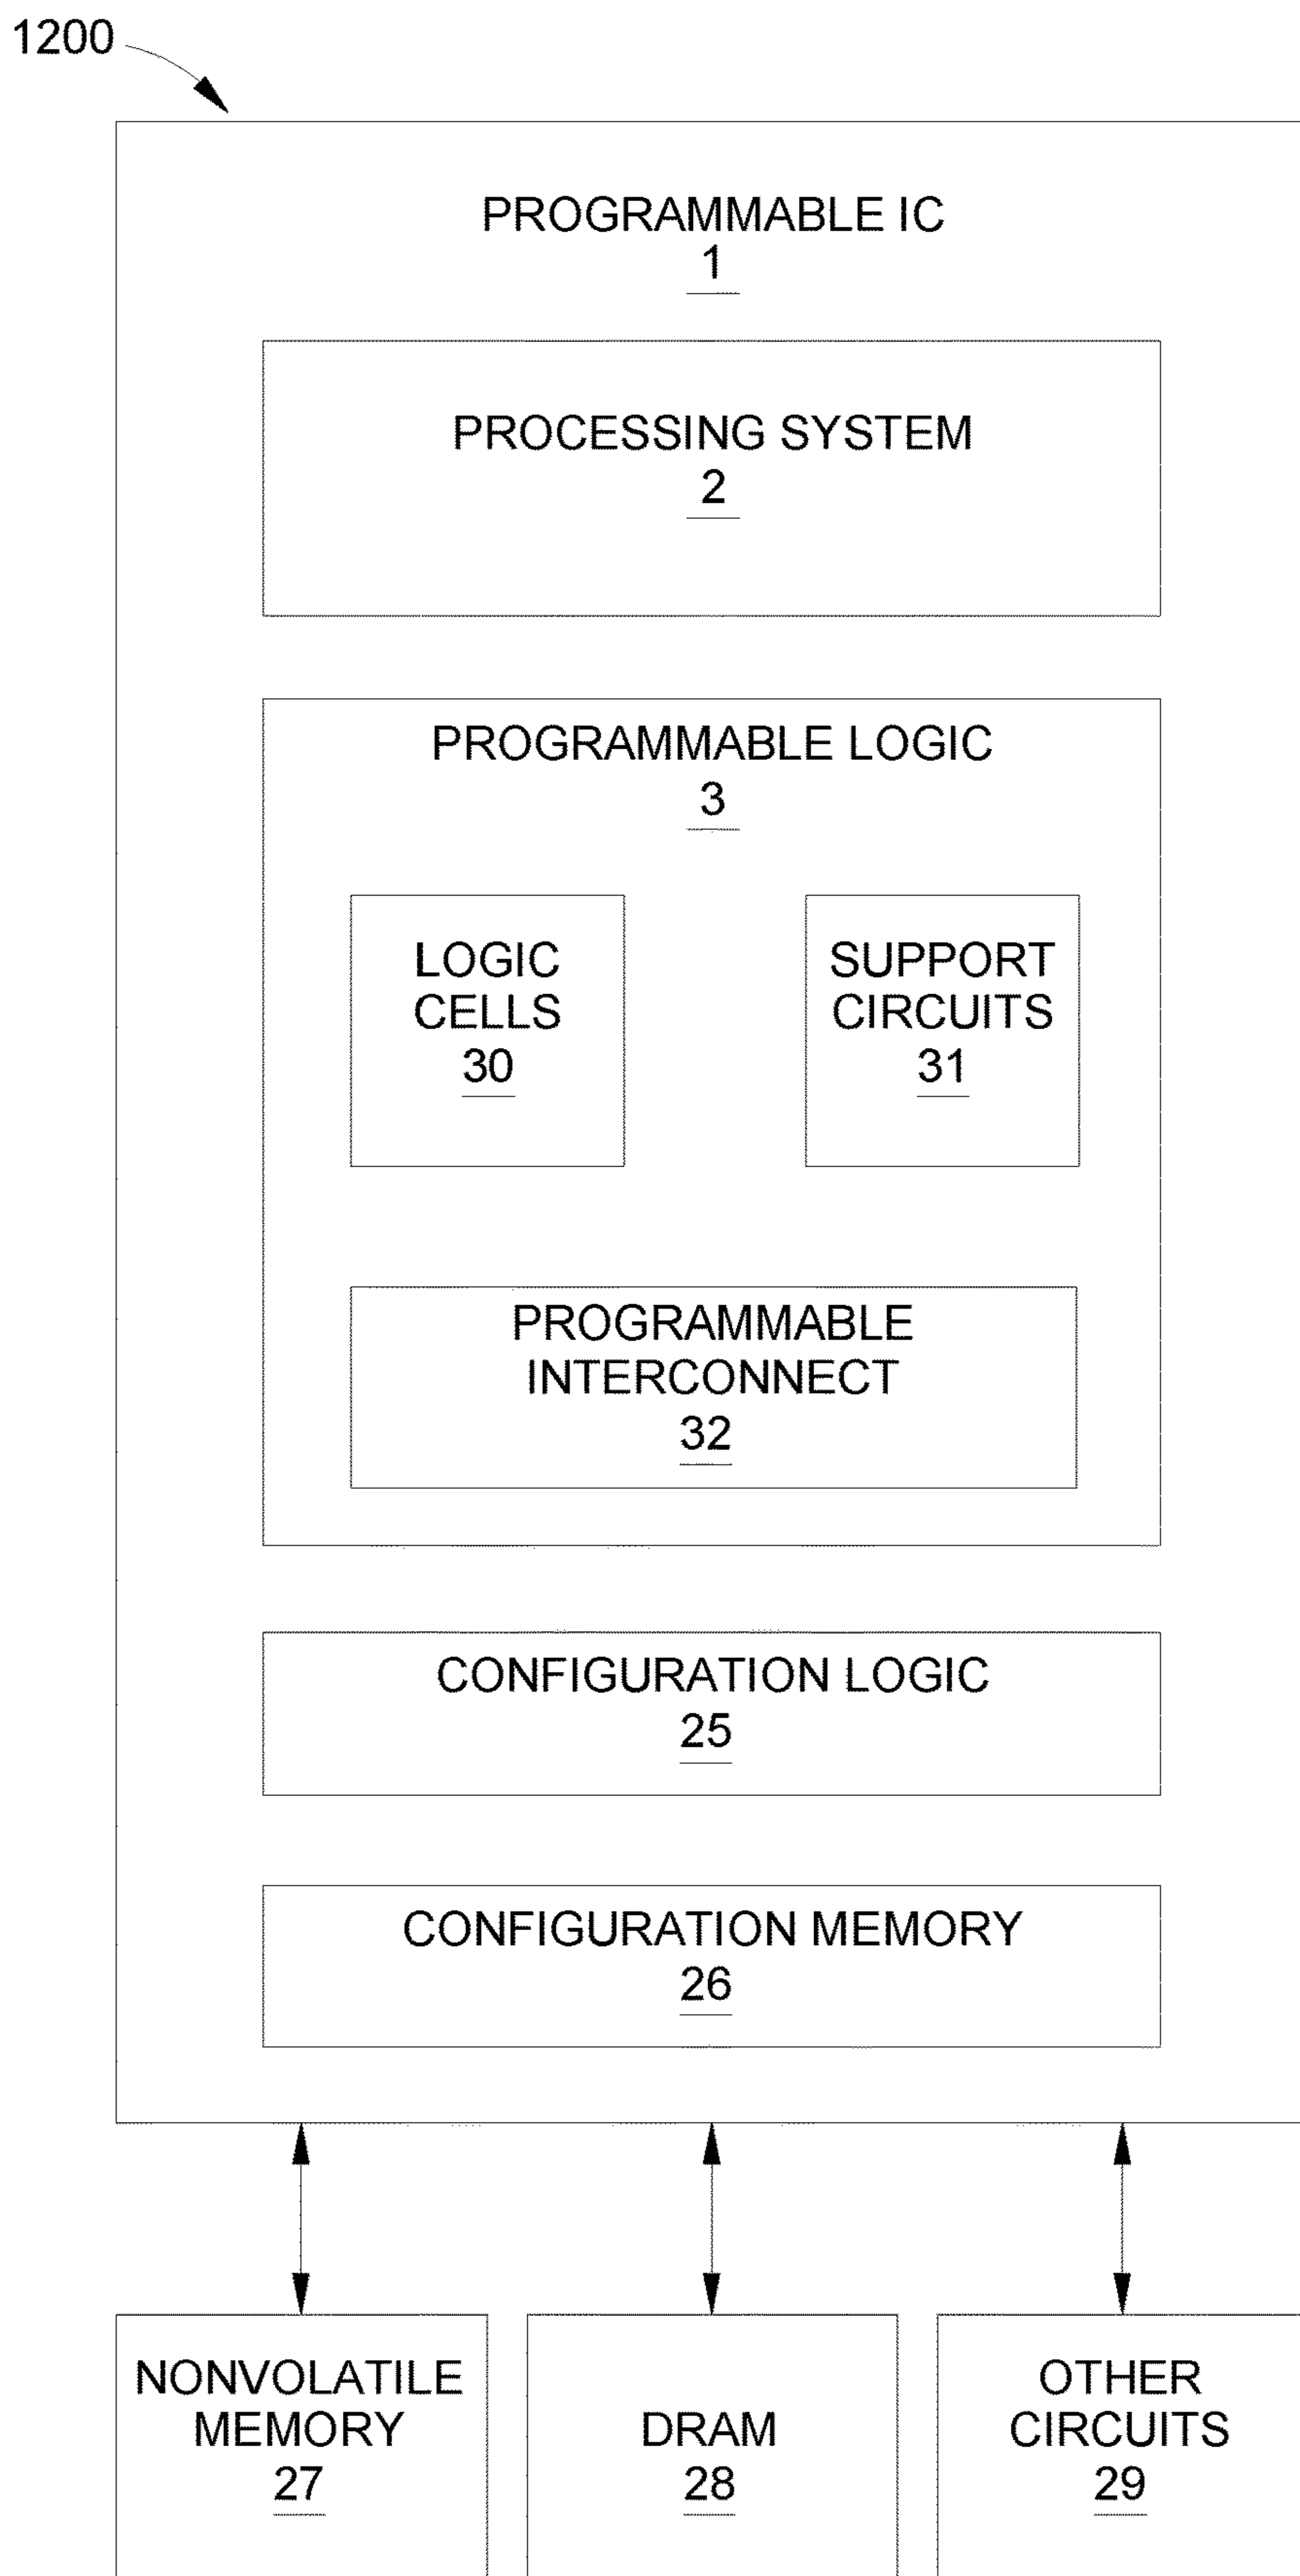 1200
PROGRAMMABLE IC
1
PROCESSING SYSTEM
2
PROGRAMMABLE LOGIC
3
LOGIC
CELLS
30
SUPPORT
CIRCUITS
31
PROGRAMMABLE
INTERCONNECT
32
CONFIGURATION LOGIC
25
CONFIGURATION MEMORY
26
NONVOLATILE
MEMORY
27
DRAM
28
OTHER
CIRCUITS
29